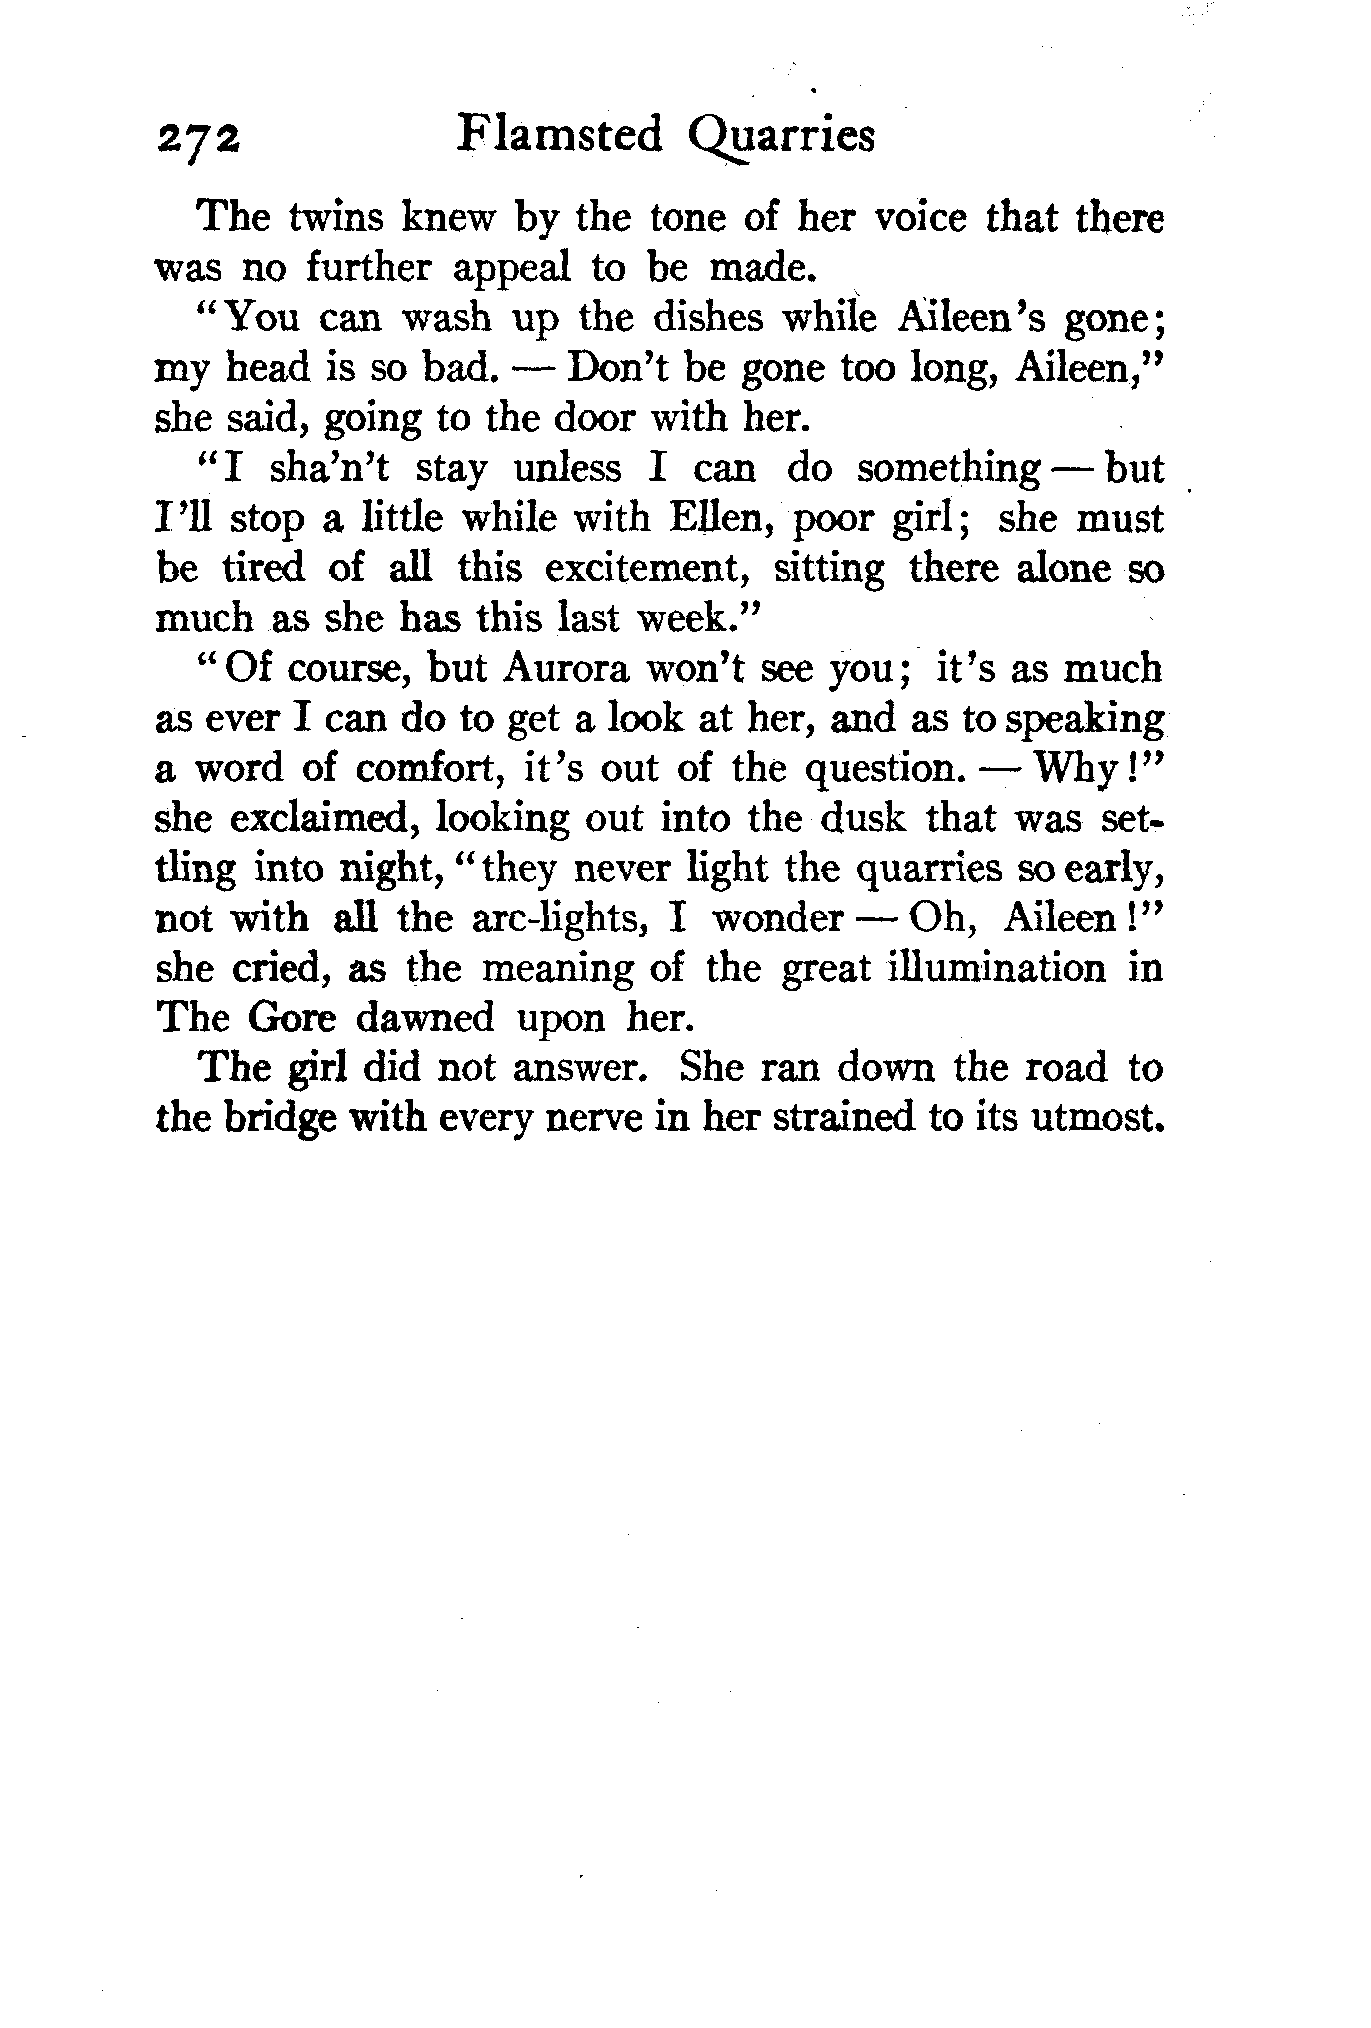 272 Flamsted Quarries
The twins knew by the tone of her voice that there
was no further appeal to be made.
"You can wash up the dishes while Aileen's gone;
my head is so bad. — Don't be gone too long, Aileen,"
she said, going to the door with her.
"I sha'n't stay unless I can do something — but
I'll stop a little while with Ellen, poor girl; she must
be tired of all this excitement, sitting there alone so
much as she has this last week."
"Of course, but Aurora won't see you; it's as much
as ever I can do to get a look at her, and as to speaking
a word of comfort, it's out of the question. — Why!"
she exclaimed, looking out into the dusk that was set-
tling into night, "they never light the quarries so early,
not with all the arc-lights, I wonder — Oh, Aileen!"
she cried, as the meaning of the great illumination in
The Gore dawned upon her.
The girl did not answer. She ran down the road to
the bridge with every nerve in her strained to its utmost.